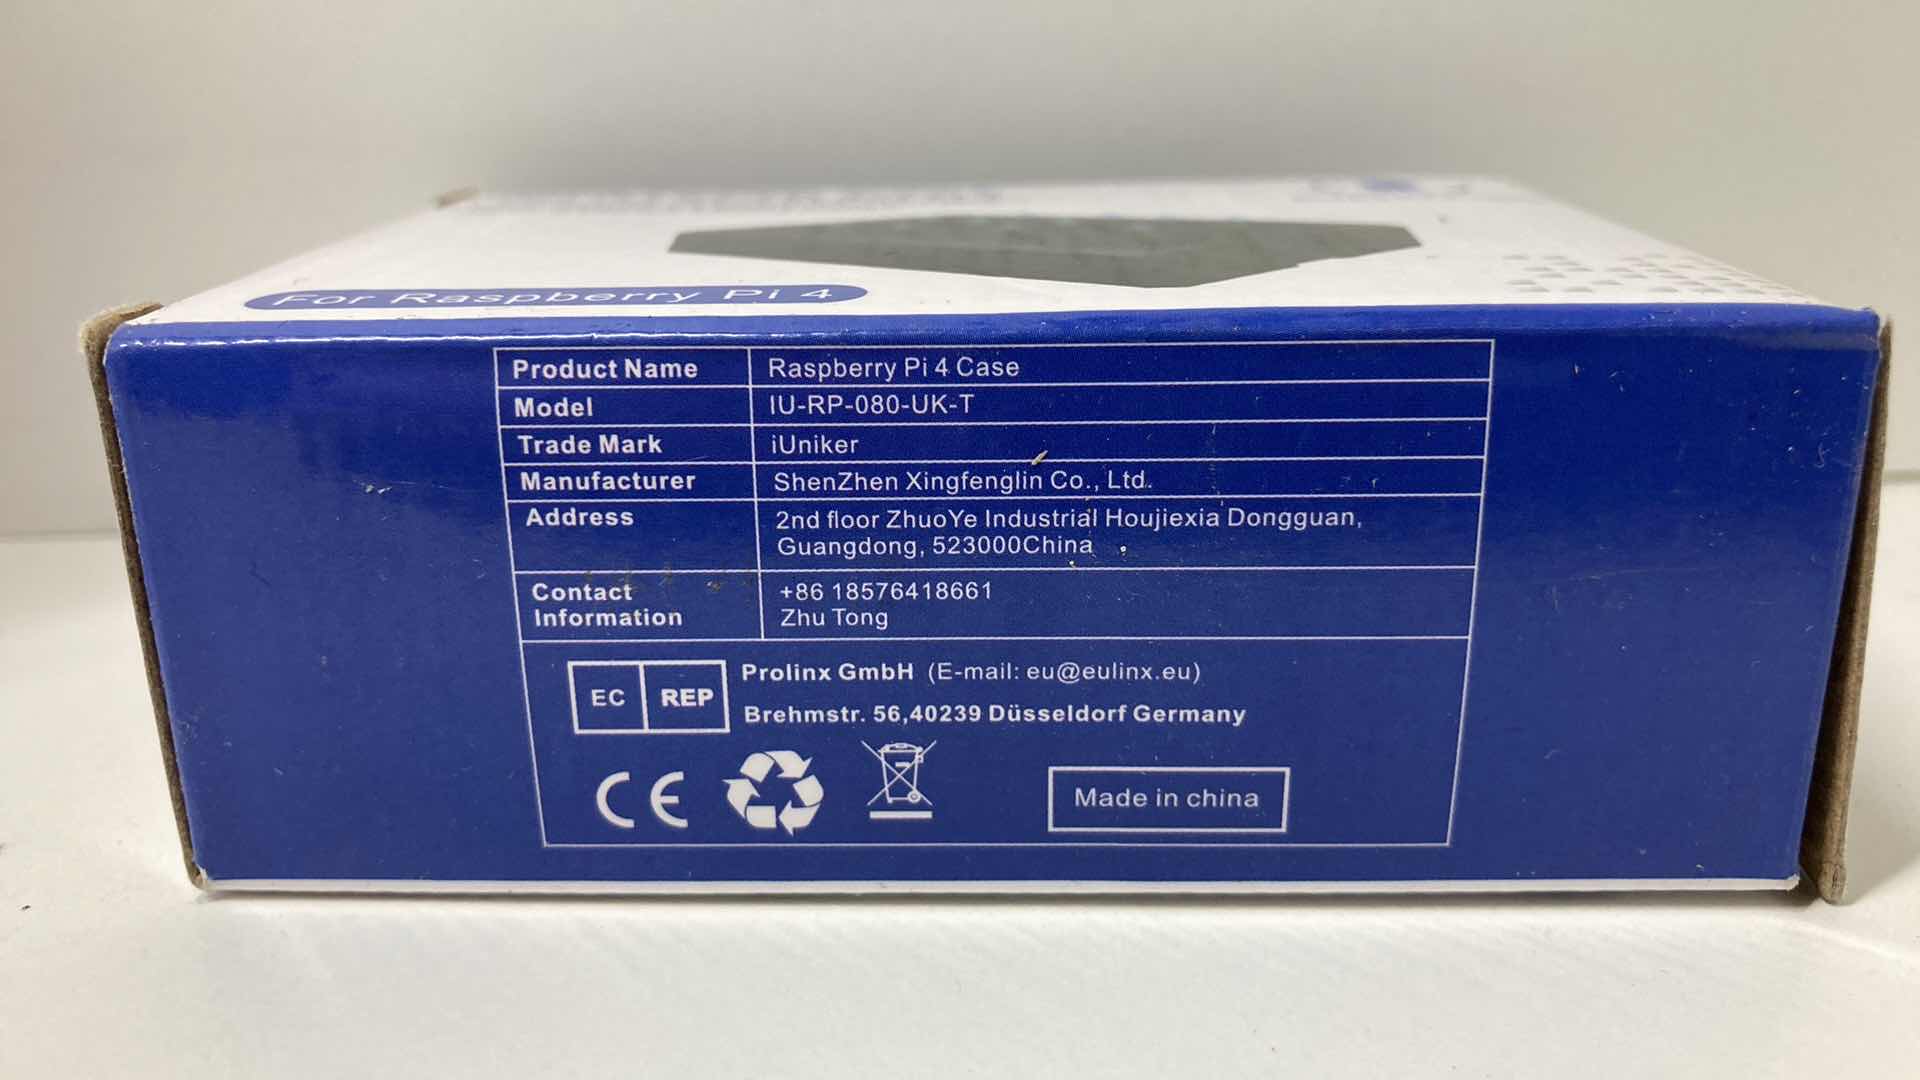 For Raspberry Pi 4
Product Name Raspberry Pi 4 Case
Model IU-RP-080-UK-T
Trade Mark iUniker
Manufacturer ShenZhen Xingfenglin Co., Ltd.
Address 2nd floor ZhuoYe Industrial Houjiexia Dongguan,
Guangdong, 523000China
Contact +86 18576418661
Information Zhu Tong
EC REP Prolinx GmbH (E-mail: eu@eulinx.eu)
Brehmstr. 56,40239 Düsseldorf Germany
CE
Made in china